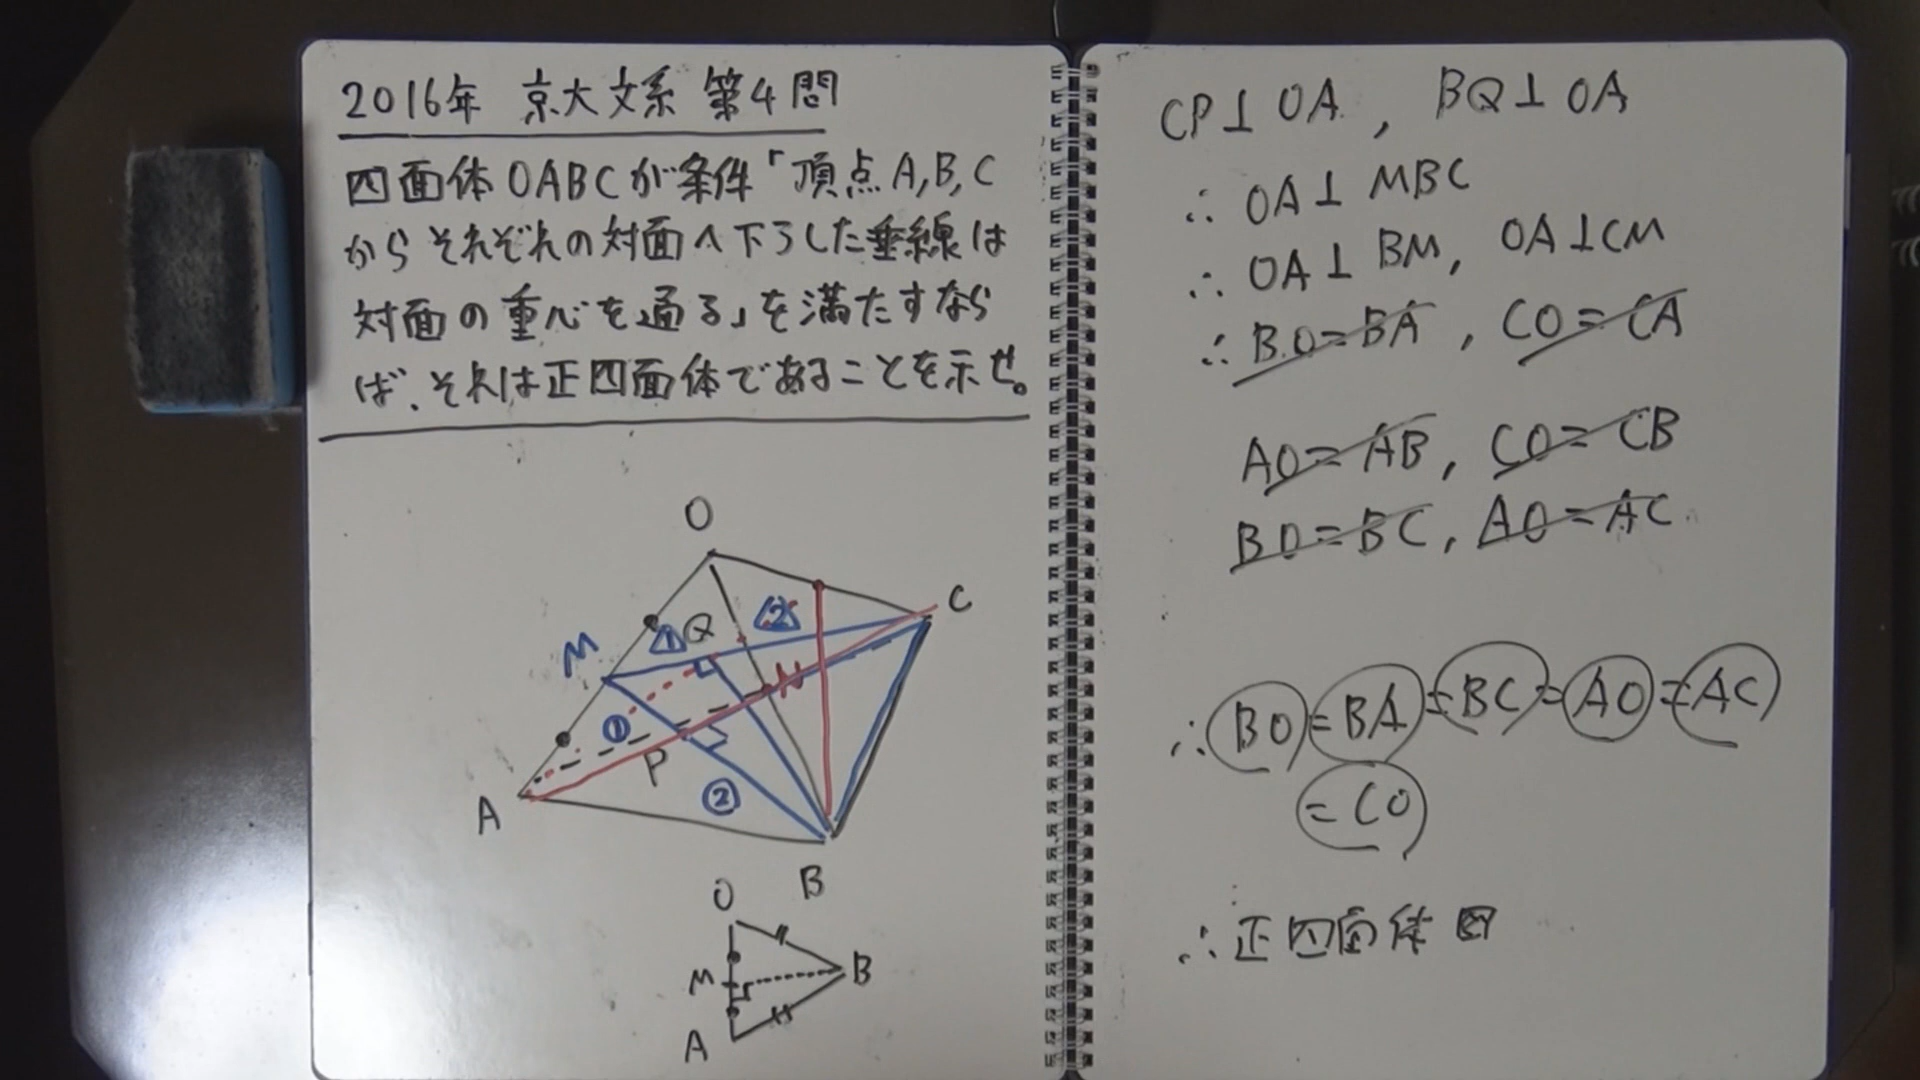 2016年 京大文系 第4問
四面体OABCが条件「頂点A,B,C
からそれぞれの対面へ下ろした垂線は
対面の重心を通る」を満たすなら
ば、それは正四面体であることを示せ。
O
C
M
△1
Q
△2
N
①
P
②
A
B
O
M
B
A
CP⊥OA, BQ⊥OA
∴ OA⊥MBC
∴ OA⊥BM, OA⊥CM
∴ BO=BA, CO=CA
AO=AB, CO=CB
BO=BC, AO=AC
∴ BO=BA=BC=AO=AC
=CO
∴ 正四面体